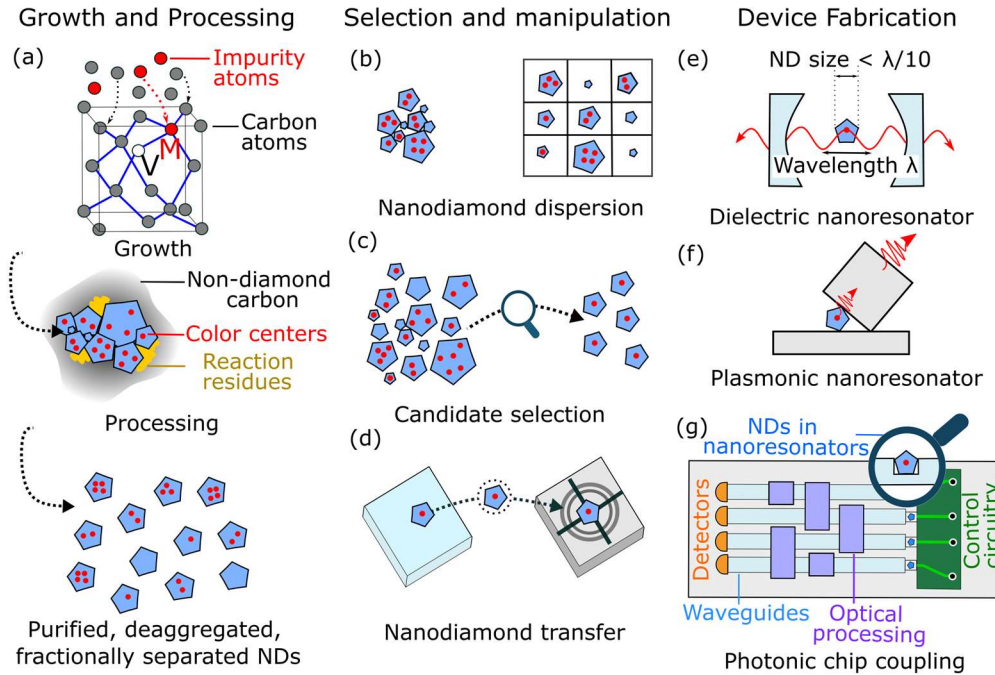 Growth and Processing
(a)
Impurity
atoms
Carbon
atoms
M
V
Growth
Non-diamond
carbon
Color centers
Reaction
residues
Processing
Purified, deaggregated,
fractionally separated NDs
Selection and manipulation
(b)
Nanodiamond dispersion
(c)
Candidate selection
(d)
Nanodiamond transfer
Device Fabrication
(e)
ND size < λ/10
Wavelength λ
Dielectric nanoresonator
(f)
Plasmonic nanoresonator
(g)
NDs in
nanoresonators
Detectors
Control
circuitry
Waveguides
Optical
processing
Photonic chip coupling